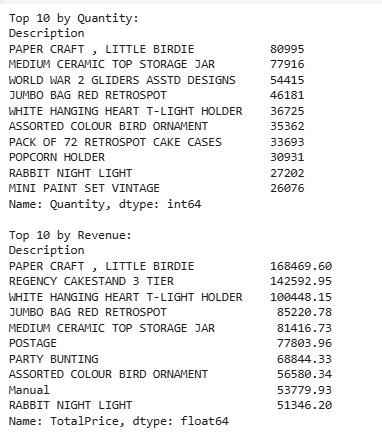 Top 10 by Quantity:
Description
PAPER CRAFT , LITTLE BIRDIE 80995
MEDIUM CERAMIC TOP STORAGE JAR 77916
WORLD WAR 2 GLIDERS ASSTD DESIGNS 54415
JUMBO BAG RED RETROSPOT 46181
WHITE HANGING HEART T-LIGHT HOLDER 36725
ASSORTED COLOUR BIRD ORNAMENT 35362
PACK OF 72 RETROSPOT CAKE CASES 33693
POPCORN HOLDER 30931
RABBIT NIGHT LIGHT 27202
MINI PAINT SET VINTAGE 26076
Name: Quantity, dtype: int64
Top 10 by Revenue:
Description
PAPER CRAFT , LITTLE BIRDIE 168469.60
REGENCY CAKESTAND 3 TIER 142592.95
WHITE HANGING HEART T-LIGHT HOLDER 100448.15
JUMBO BAG RED RETROSPOT 85220.78
MEDIUM CERAMIC TOP STORAGE JAR 81416.73
POSTAGE 77803.96
PARTY BUNTING 68844.33
ASSORTED COLOUR BIRD ORNAMENT 56580.34
Manual 53779.93
RABBIT NIGHT LIGHT 51346.20
Name: TotalPrice, dtype: float64